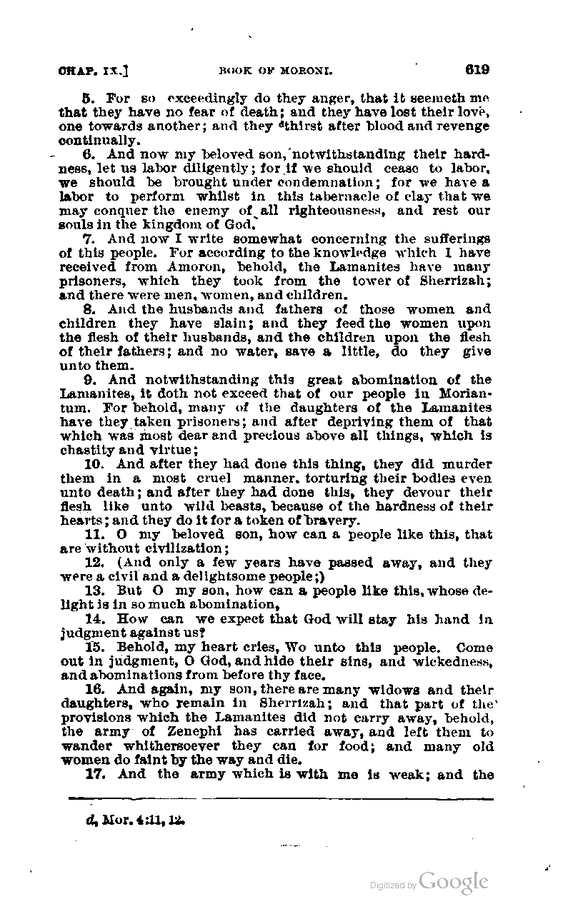 CHAP. IX.] BOOK OF MORONI. 619
5. For so exceedingly do they anger, that it seemeth me
that they have no fear of death; and they have lost their love,
one towards another; and they dthirst after blood and revenge
continually.
6. And now my beloved son, notwithstanding their hard-
ness, let us labor diligently; for if we should cease to labor,
we should be brought under condemnation; for we have a
labor to perform whilst in this tabernacle of clay that we
may conquer the enemy of all righteousness, and rest our
souls in the kingdom of God.
7. And now I write somewhat concerning the sufferings
of this people. For according to the knowledge which I have
received from Amoron, behold, the Lamanites have many
prisoners, which they took from the tower of Sherrizah;
and there were men, women, and children.
8. And the husbands and fathers of those women and
children they have slain; and they feed the women upon
the flesh of their husbands, and the children upon the flesh
of their fathers; and no water, save a little, do they give
unto them.
9. And notwithstanding this great abomination of the
Lamanites, it doth not exceed that of our people in Morian-
tum. For behold, many of the daughters of the Lamanites
have they taken prisoners; and after depriving them of that
which was most dear and precious above all things, which is
chastity and virtue;
10. And after they had done this thing, they did murder
them in a most cruel manner, torturing their bodies even
unto death; and after they had done this, they devour their
flesh like unto wild beasts, because of the hardness of their
hearts; and they do it for a token of bravery.
11. O my beloved son, how can a people like this, that
are without civilization;
12. (And only a few years have passed away, and they
were a civil and a delightsome people;)
13. But O my son, how can a people like this, whose de-
light is in so much abomination,
14. How can we expect that God will stay his hand in
judgment against us?
15. Behold, my heart cries, Wo unto this people. Come
out in judgment, O God, and hide their sins, and wickedness,
and abominations from before thy face.
16. And again, my son, there are many widows and their
daughters, who remain in Sherrizah; and that part of the
provisions which the Lamanites did not carry away, behold,
the army of Zenephi has carried away, and left them to
wander whithersoever they can for food; and many old
women do faint by the way and die.
17. And the army which is with me is weak; and the
d, Mor. 4:11, 12.
Digitized by Google